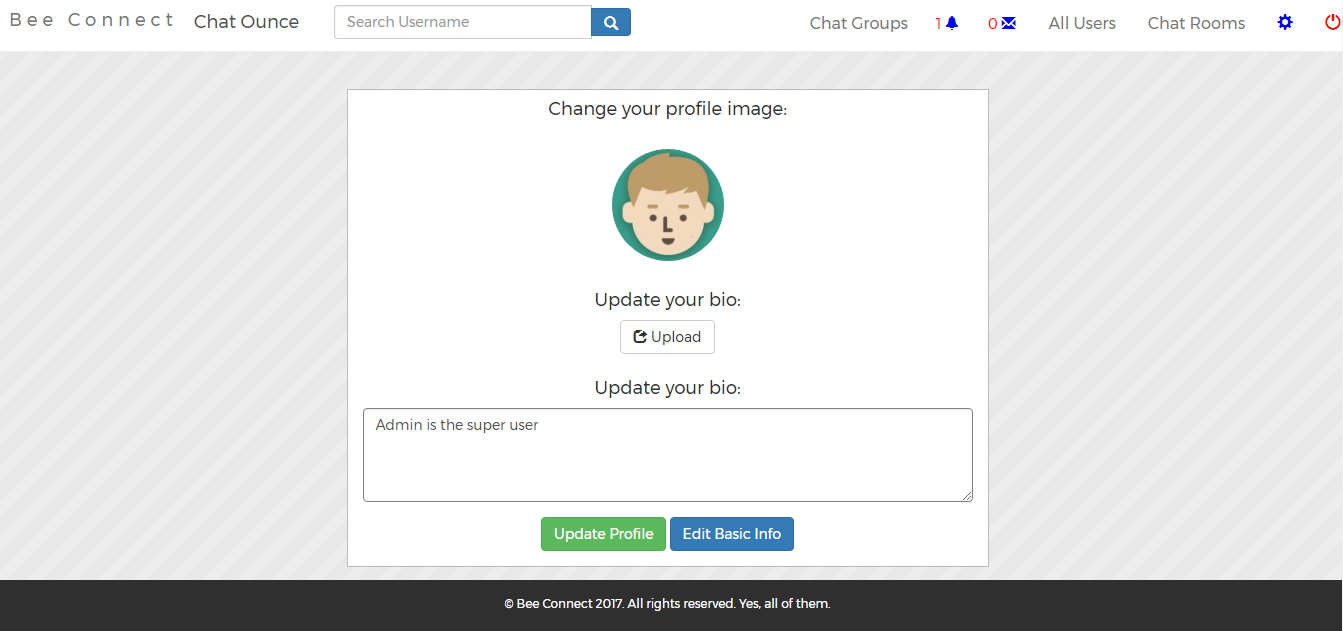 Bee Connect Chat Ounce Search Username Chat Groups 1 0 All Users Chat Rooms
Change your profile image:
Update your bio:
Upload
Update your bio:
Admin is the super user
Update Profile Edit Basic Info
© Bee Connect 2017. All rights reserved. Yes, all of them.